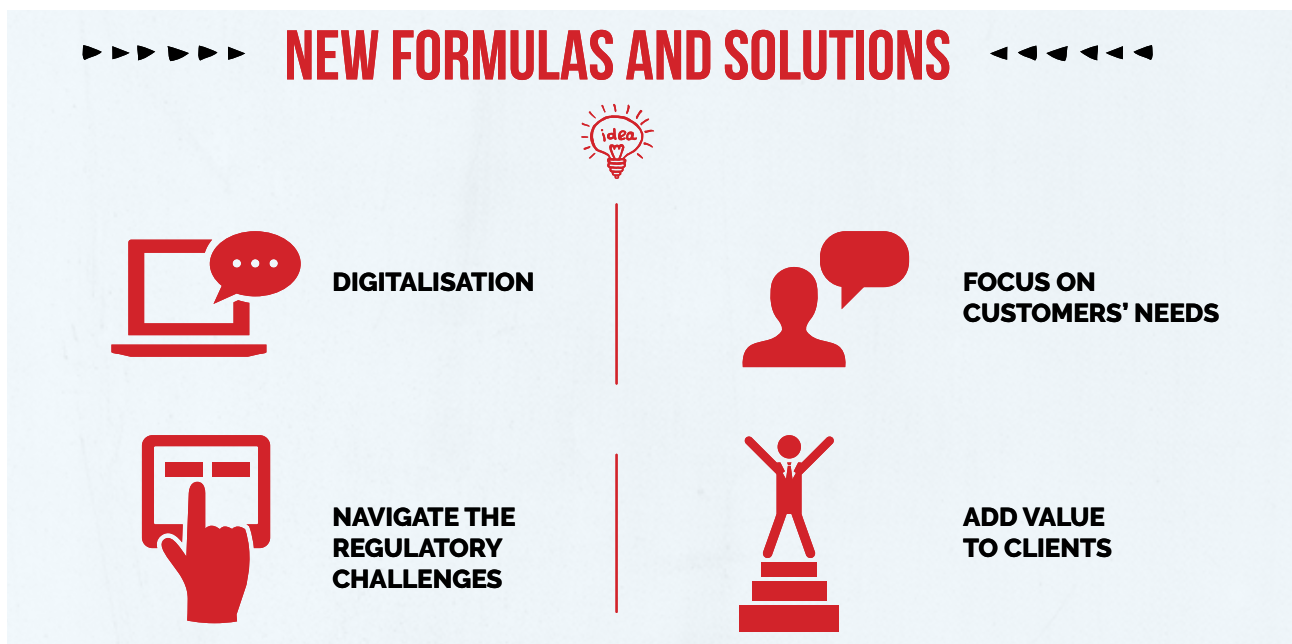 NEW FORMULAS AND SOLUTIONS
idea
DIGITALISATION
FOCUS ON
CUSTOMERS’ NEEDS
NAVIGATE THE
REGULATORY
CHALLENGES
ADD VALUE
TO CLIENTS